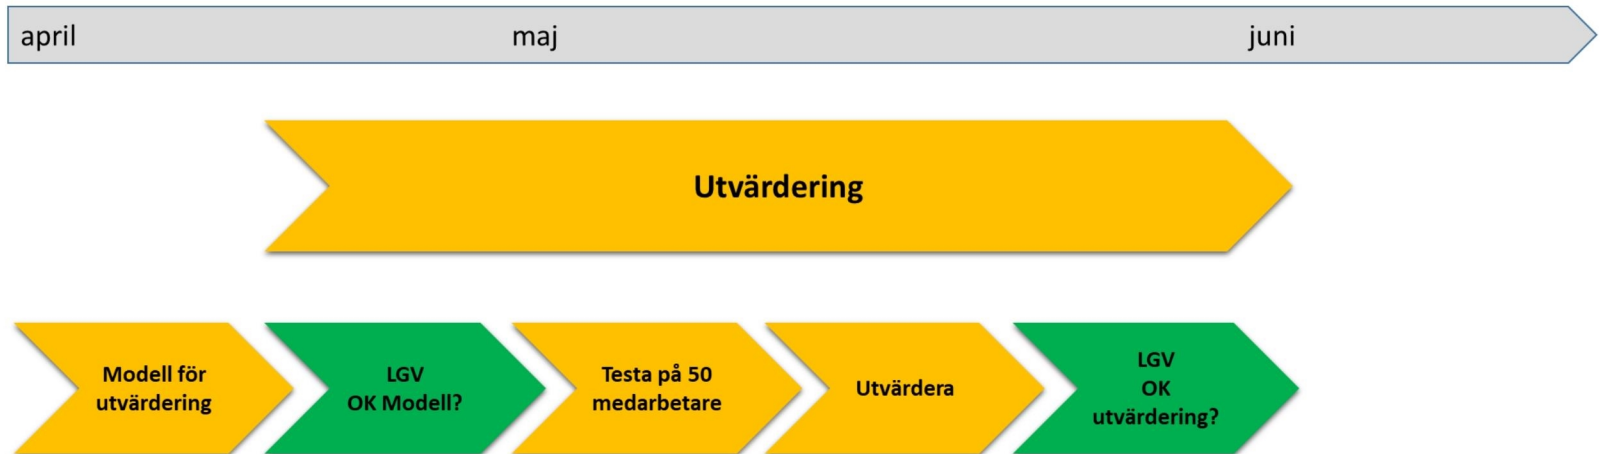 april maj juni
Utvärdering
Modell för
utvärdering
LGV
OK Modell?
Testa på 50
medarbetare
Utvärdera
LGV
OK
utvärdering?